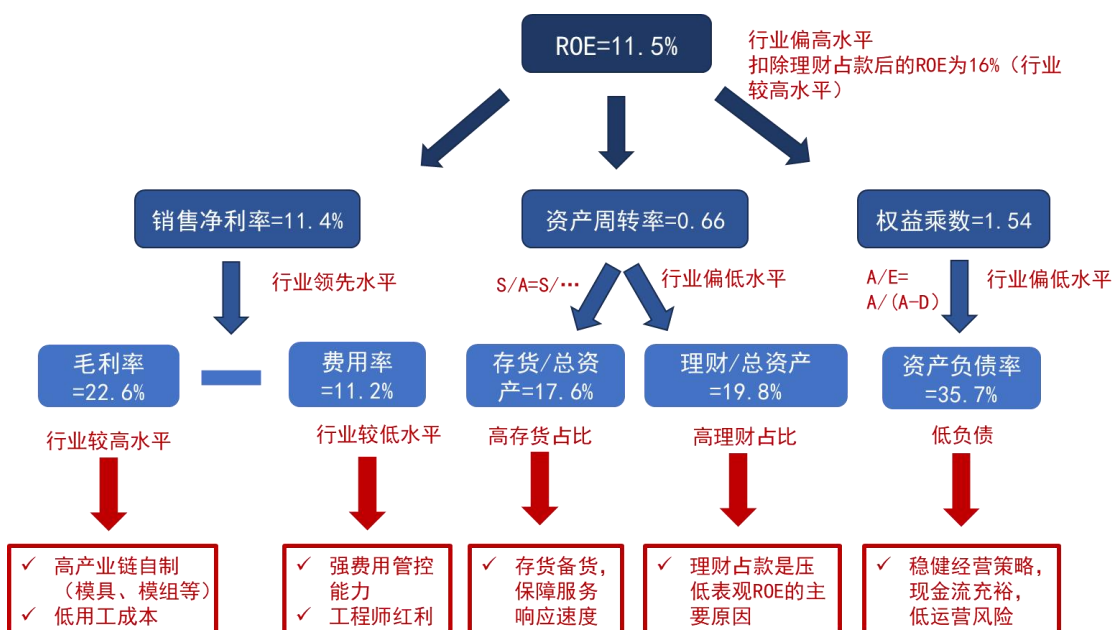 ROE=11.5%
行业偏高水平
扣除理财占款后的ROE为16%（行业
较高水平）
销售净利率=11.4%
资产周转率=0.66
权益乘数=1.54
行业领先水平
S/A=S/…
行业偏低水平
A/E=
A/(A-D）
行业偏低水平
毛利率
=22.6%
费用率
=11.2%
存货/总资
产=17.6%
理财/总资产
=19.8%
资产负债率
=35.7%
行业较高水平
行业较低水平
高存货占比
高理财占比
低负债
✓ 高产业链自制
（模具、模组等）
✓ 低用工成本
✓ 强费用管控
能力
✓ 工程师红利
✓ 存货备货，
保障服务
响应速度
✓ 理财占款是压
低表观ROE的主
要原因
✓ 稳健经营策略，
现金流充裕，
低运营风险